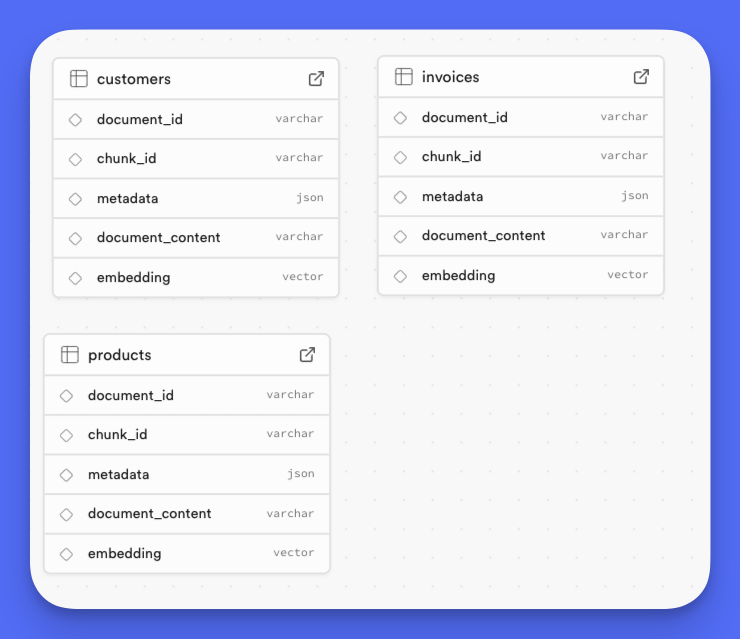 customers
document_id varchar
chunk_id varchar
metadata json
document_content varchar
embedding vector
invoices
document_id varchar
chunk_id varchar
metadata json
document_content varchar
embedding vector
products
document_id varchar
chunk_id varchar
metadata json
document_content varchar
embedding vector